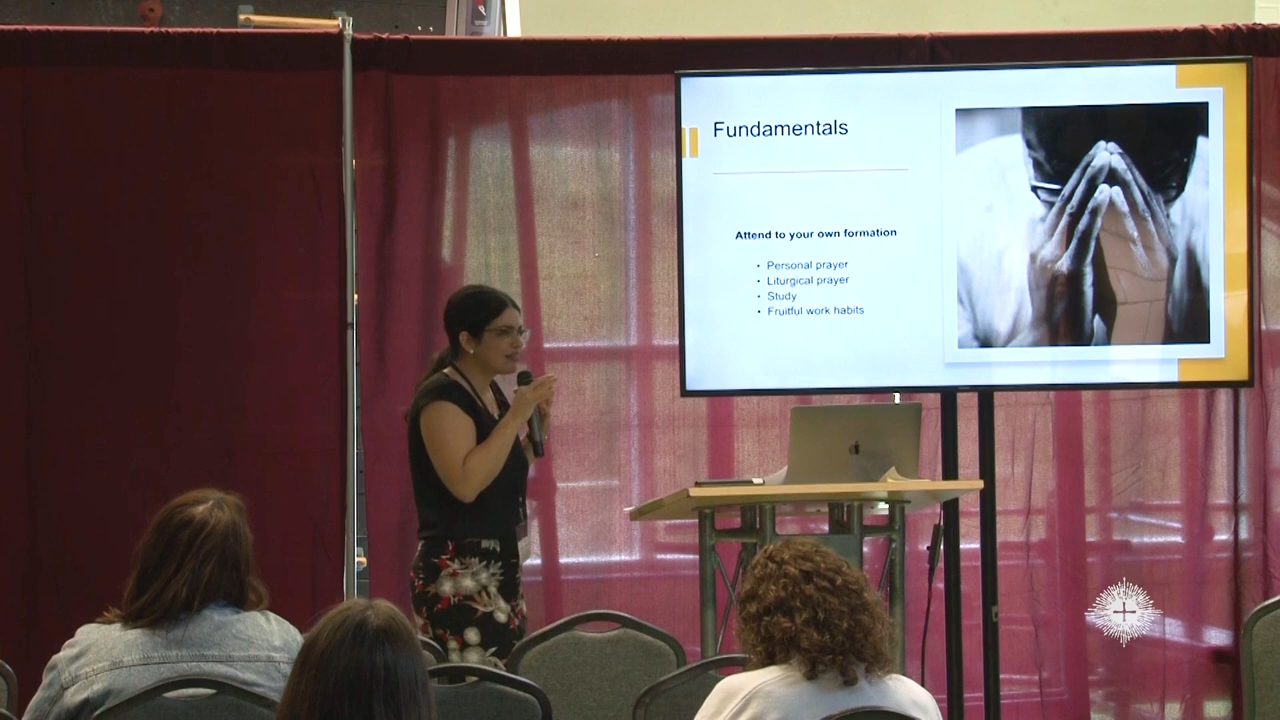 Fundamentals
Attend to your own formation
• Personal prayer
• Liturgical prayer
• Study
• Fruitful work habits